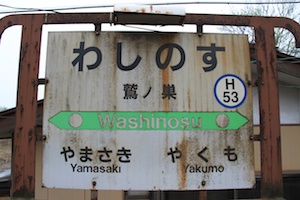 わしのす
鷲ノ巣
H
53
Washinosu
やまさき やくも
Yamasaki Yakumo